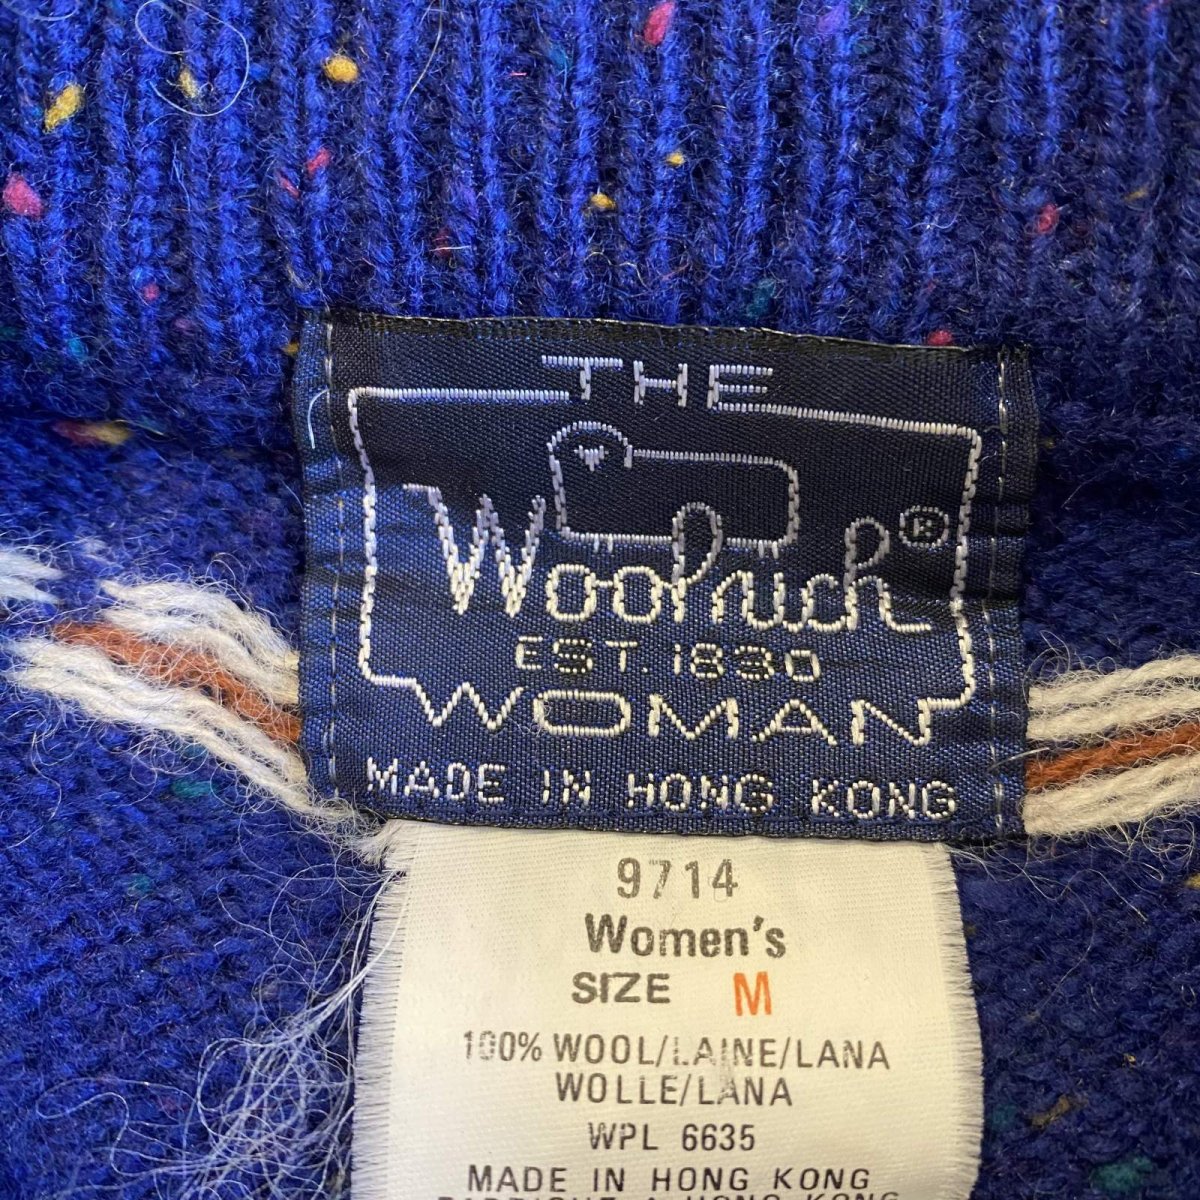 THE
Woolrich®
EST. 1830
WOMAN
MADE IN HONG KONG
9714
Women's
SIZE M
100% WOOL/LAINE/LANA
WOLLE/LANA
WPL 6635
MADE IN HONG KONG